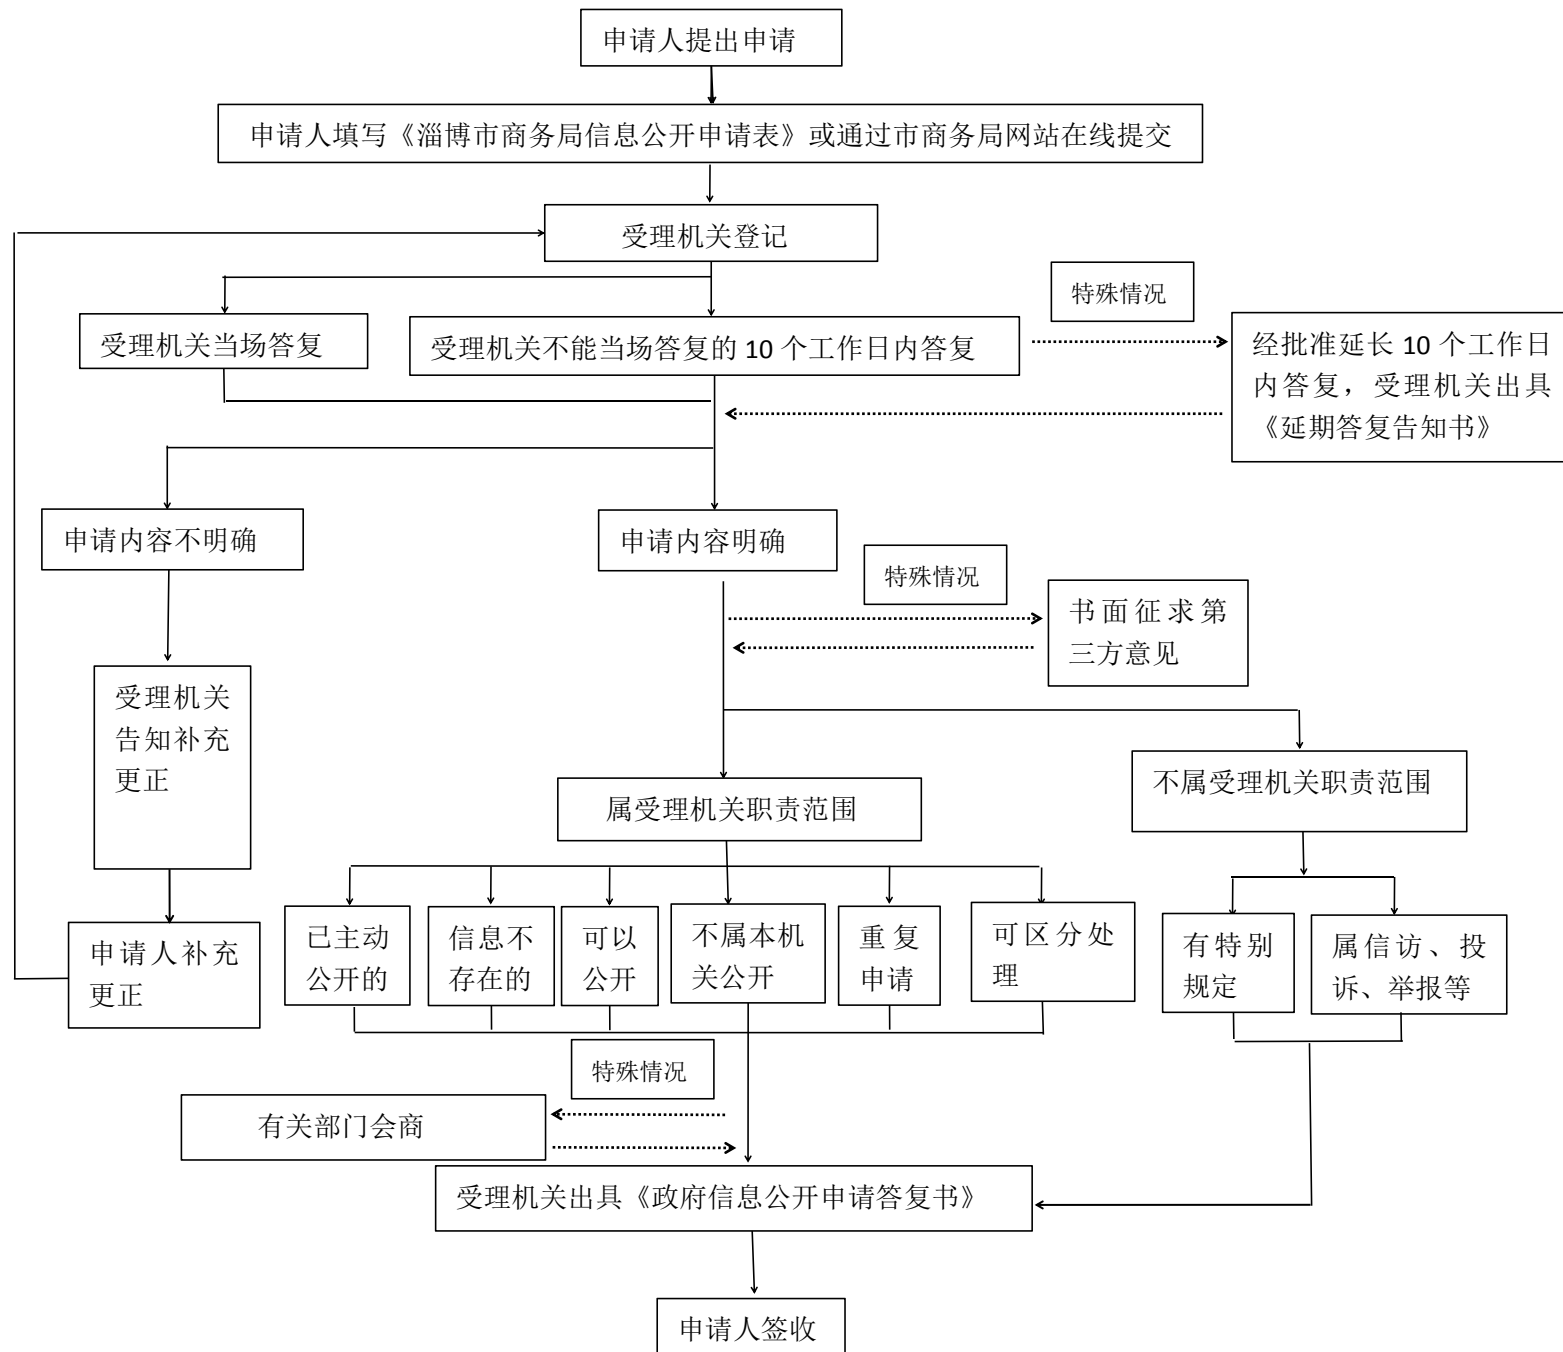 申请人提出申请
申请人填写《淄博市商务局信息公开申请表》或通过市商务局网站在线提交
受理机关登记
特殊情况
受理机关当场答复
受理机关不能当场答复的 10 个工作日内答复
经批准延长 10 个工作日
内答复，受理机关出具
《延期答复告知书》
申请内容不明确
申请内容明确
特殊情况
书面征求第
三方意见
受理机关
告知补充
更正
属受理机关职责范围
不属受理机关职责范围
申请人补充
更正
已主动
公开的
信息不
存在的
可以
公开
不属本机
关公开
重复
申请
可区分处
理
有特别
规定
属信访、投
诉、举报等
特殊情况
有关部门会商
受理机关出具《政府信息公开申请答复书》
申请人签收